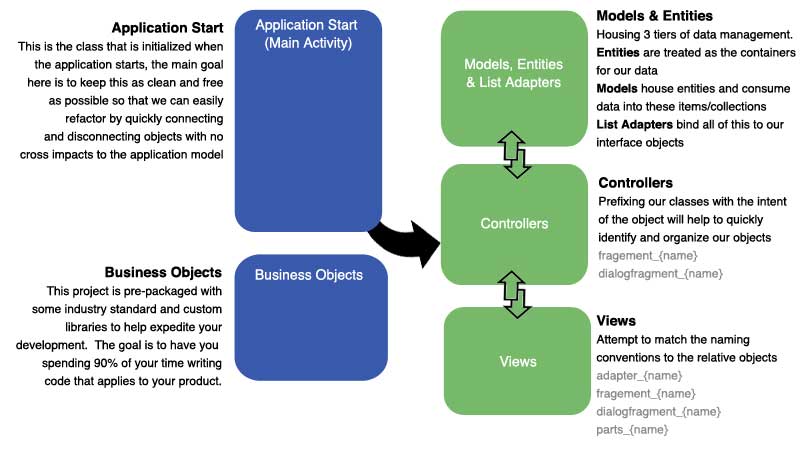 Application Start
This is the class that is initialized when
the application starts, the main goal
here is to keep this as clean and free
as possible so that we can easily
refactor by quickly connecting
and disconnecting objects with no
cross impacts to the application model
Application Start
(Main Activity)
Business Objects
This project is pre-packaged with
some industry standard and custom
libraries to help expedite your
development.  The goal is to have you
spending 90% of your time writing
code that applies to your product.
Business Objects
Models, Entities
& List Adapters
Models & Entities
Housing 3 tiers of data management.
Entities are treated as the containers
for our data
Models house entities and consume
data into these items/collections
List Adapters bind all of this to our
interface objects
Controllers
Controllers
Prefixing our classes with the intent
of the object will help to quickly
identify and organize our objects
fragement_{name}
dialogfragment_{name}
Views
Views
Attempt to match the naming
conventions to the relative objects
adapter_{name}
fragement_{name}
dialogfragment_{name}
parts_{name}